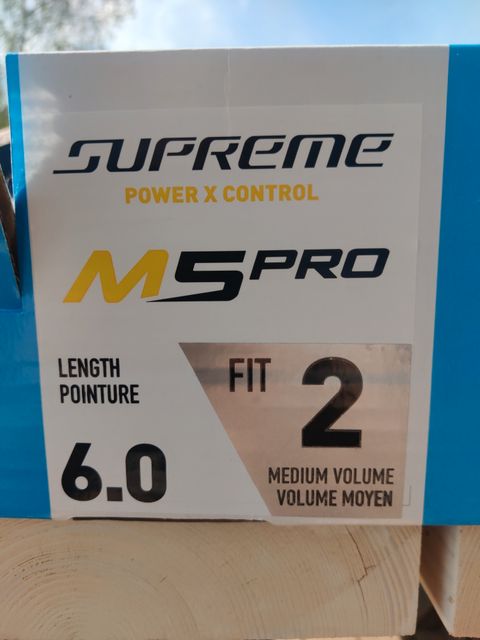 SUPREME
POWER X CONTROL
M5PRO
LENGTH
POINTURE
6.0
FIT 2
MEDIUM VOLUME
VOLUME MOYEN